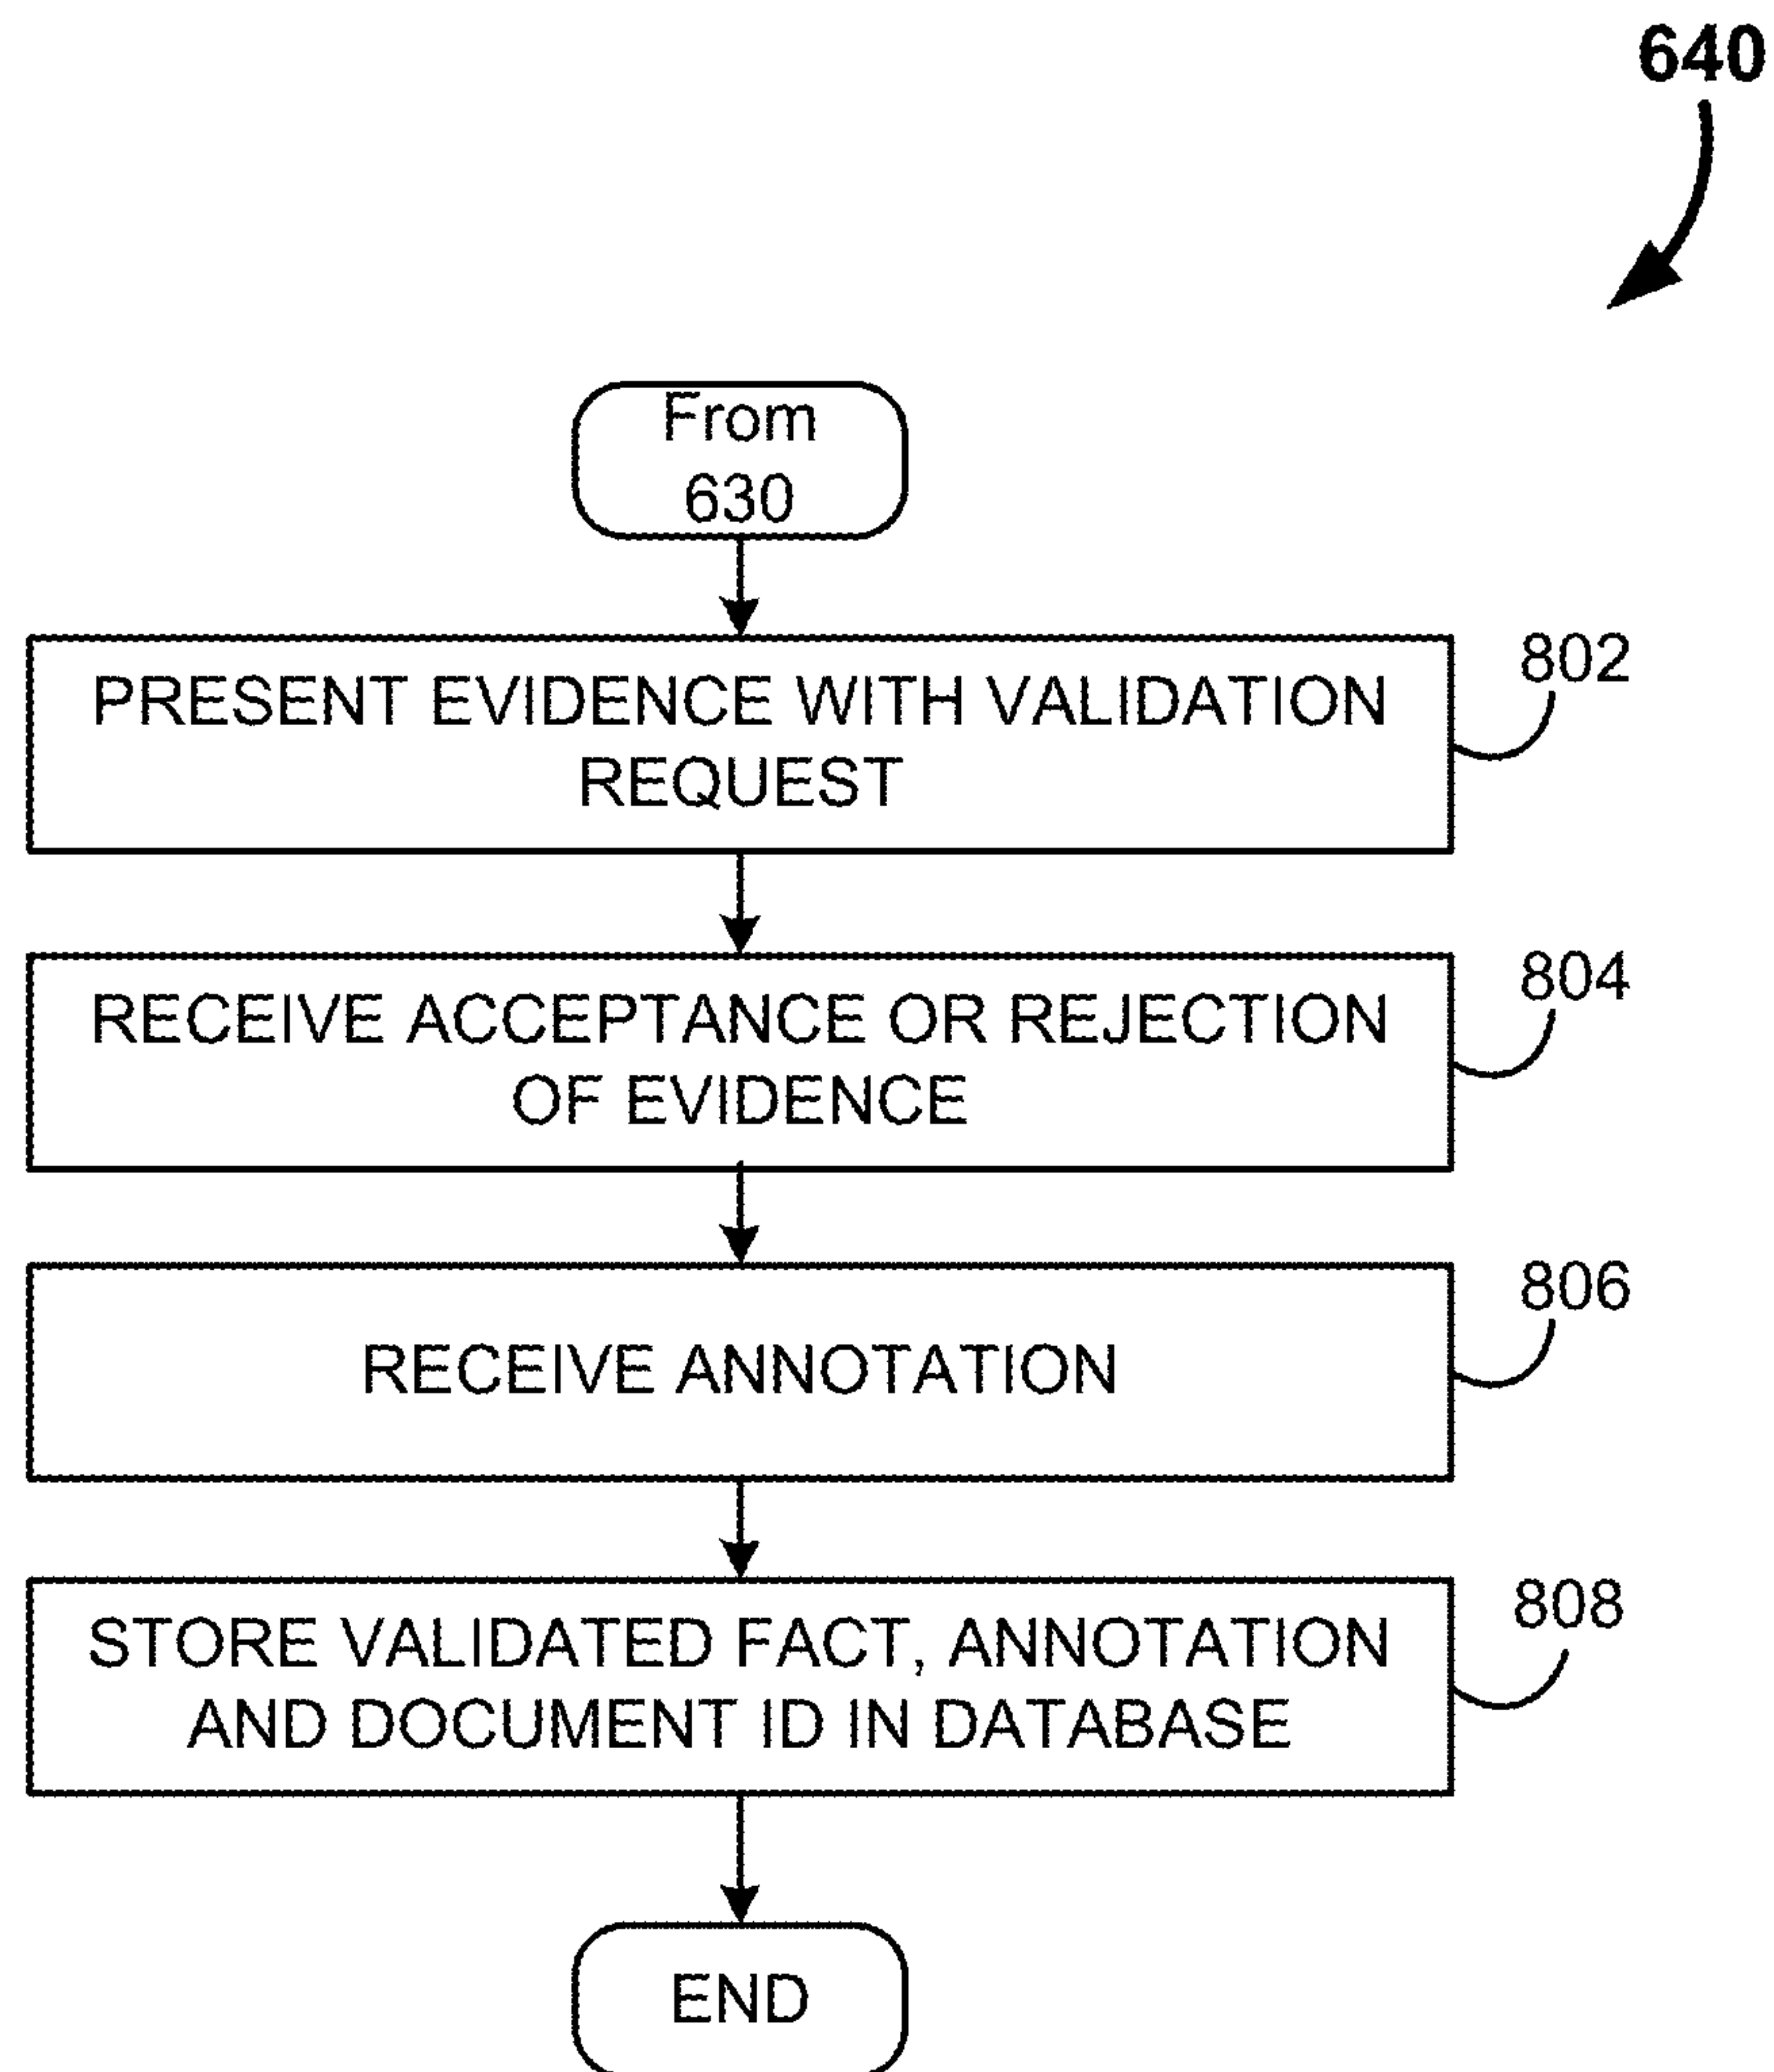 640
From
630
PRESENT EVIDENCE WITH VALIDATION
REQUEST
802
RECEIVE ACCEPTANCE OR REJECTION
OF EVIDENCE
804
RECEIVE ANNOTATION
806
STORE VALIDATED FACT, ANNOTATION
AND DOCUMENT ID IN DATABASE
808
END